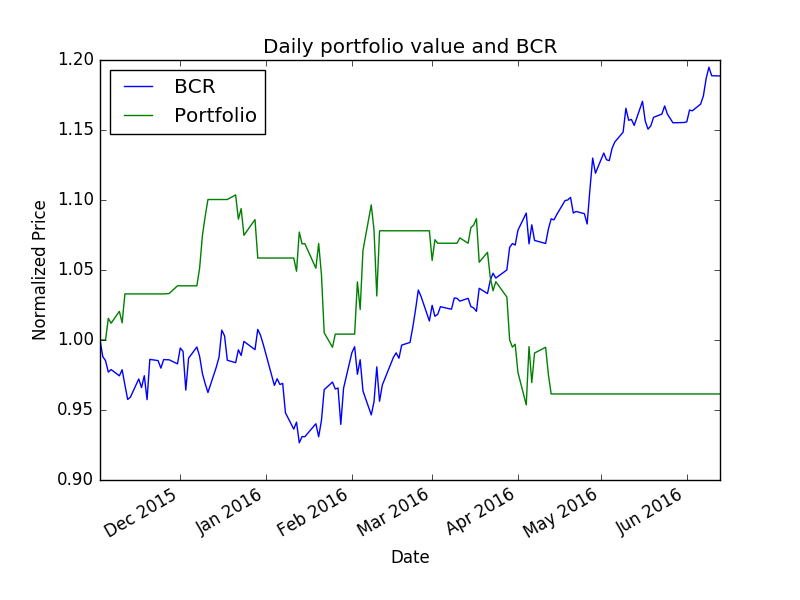 Daily portfolio value and BCR
BCR
Portfolio
1.20
1.15
1.10
1.05
1.00
0.95
0.90
Normalized Price
Dec 2015
Jan 2016
Feb 2016
Mar 2016
Apr 2016
May 2016
Jun 2016
Date